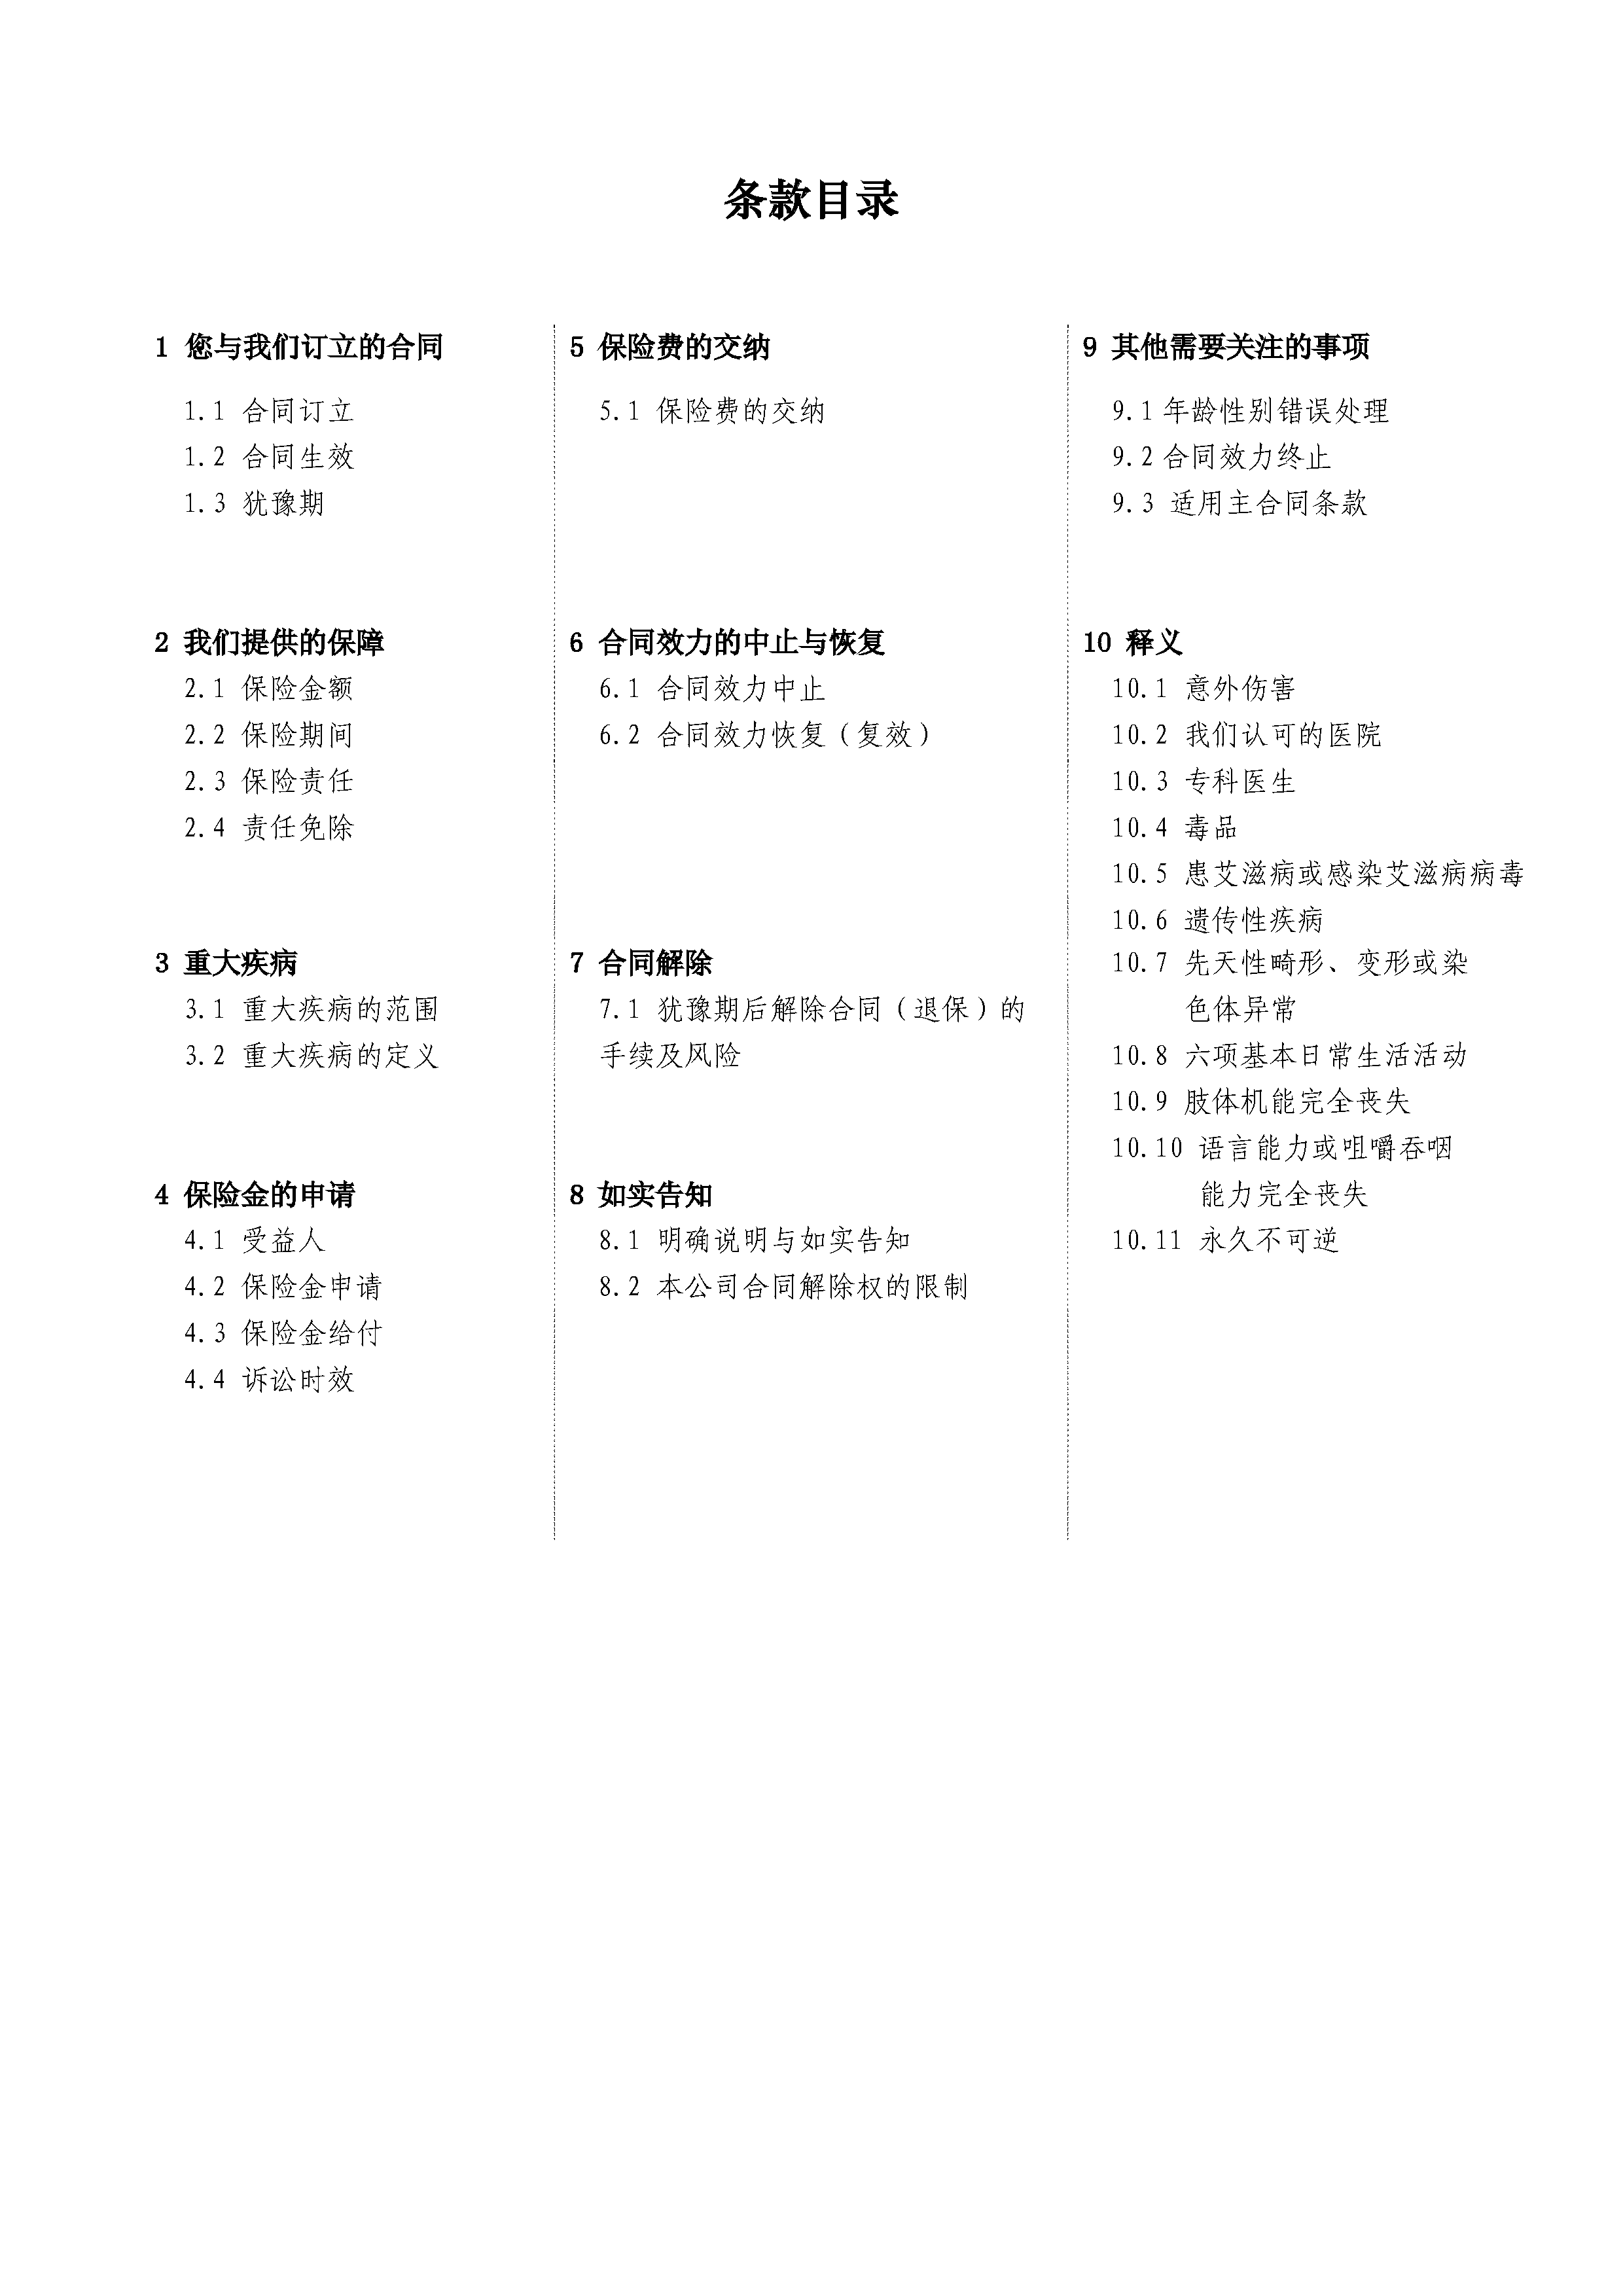 条款目录
1 您与我们订立的合同
1.1 合同订立
1.2 合同生效
1.3 犹豫期
2 我们提供的保障
2.1 保险金额
2.2 保险期间
2.3 保险责任
2.4 责任免除
3 重大疾病
3.1 重大疾病的范围
3.2 重大疾病的定义
4 保险金的申请
4.1 受益人
4.2 保险金申请
4.3 保险金给付
4.4 诉讼时效
5 保险费的交纳
5.1 保险费的交纳
6 合同效力的中止与恢复
6.1 合同效力中止
6.2 合同效力恢复（复效）
7 合同解除
7.1 犹豫期后解除合同（退保）的
手续及风险
8 如实告知
8.1 明确说明与如实告知
8.2 本公司合同解除权的限制
9 其他需要关注的事项
9.1 年龄性别错误处理
9.2 合同效力终止
9.3 适用主合同条款
10 释义
10.1 意外伤害
10.2 我们认可的医院
10.3 专科医生
10.4 毒品
10.5 患艾滋病或感染艾滋病病毒
10.6 遗传性疾病
10.7 先天性畸形、变形或染
色体异常
10.8 六项基本日常生活活动
10.9 肢体机能完全丧失
10.10 语言能力或咀嚼吞咽
能力完全丧失
10.11 永久不可逆